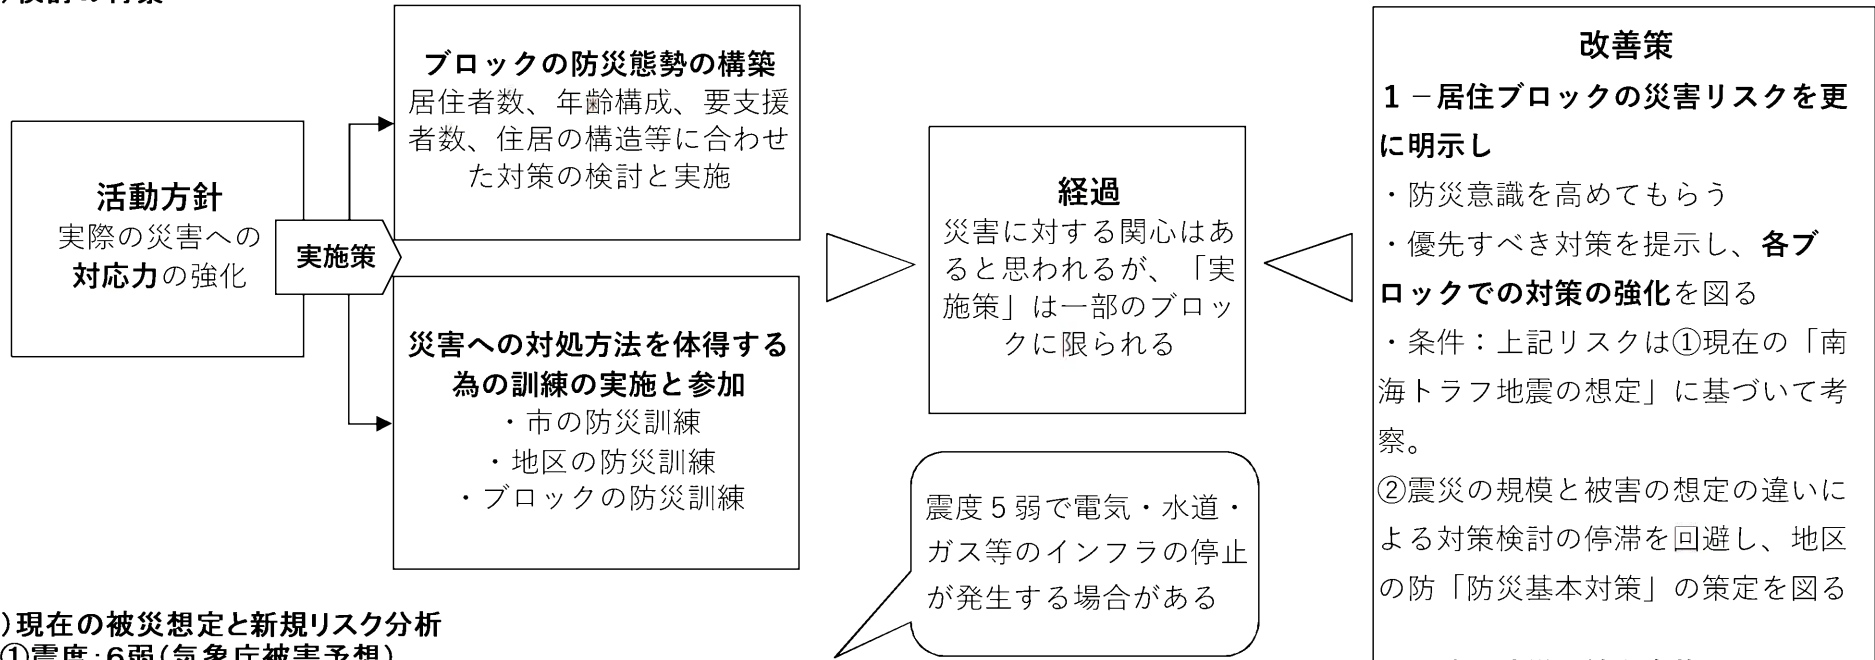 活動方針
実際の災害への
対応力の強化
実施策
ブロックの防災態勢の構築
居住者数、年齢構成、要支援
者数、住居の構造等に合わせ
た対策の検討と実施
災害への対処方法を体得する
為の訓練の実施と参加
・市の防災訓練
・地区の防災訓練
・ブロックの防災訓練
経過
災害に対する関心はあ
ると思われるが、「実
施策」は一部のブロッ
クに限られる
震度5弱で電気・水道・
ガス等のインフラの停止
が発生する場合がある
改善策
1－居住ブロックの災害リスクを更
に明示し
・防災意識を高めてもらう
・優先すべき対策を提示し、各ブ
ロックでの対策の強化を図る
・条件：上記リスクは①現在の「南
海トラフ地震の想定」に基づいて考
察。
②震災の規模と被害の想定の違いに
よる対策検討の停滞を回避し、地区
の防「防災基本対策」の策定を図る
)現在の被災想定と新規リスク分析
①震度：6弱(気象庁被害予想)